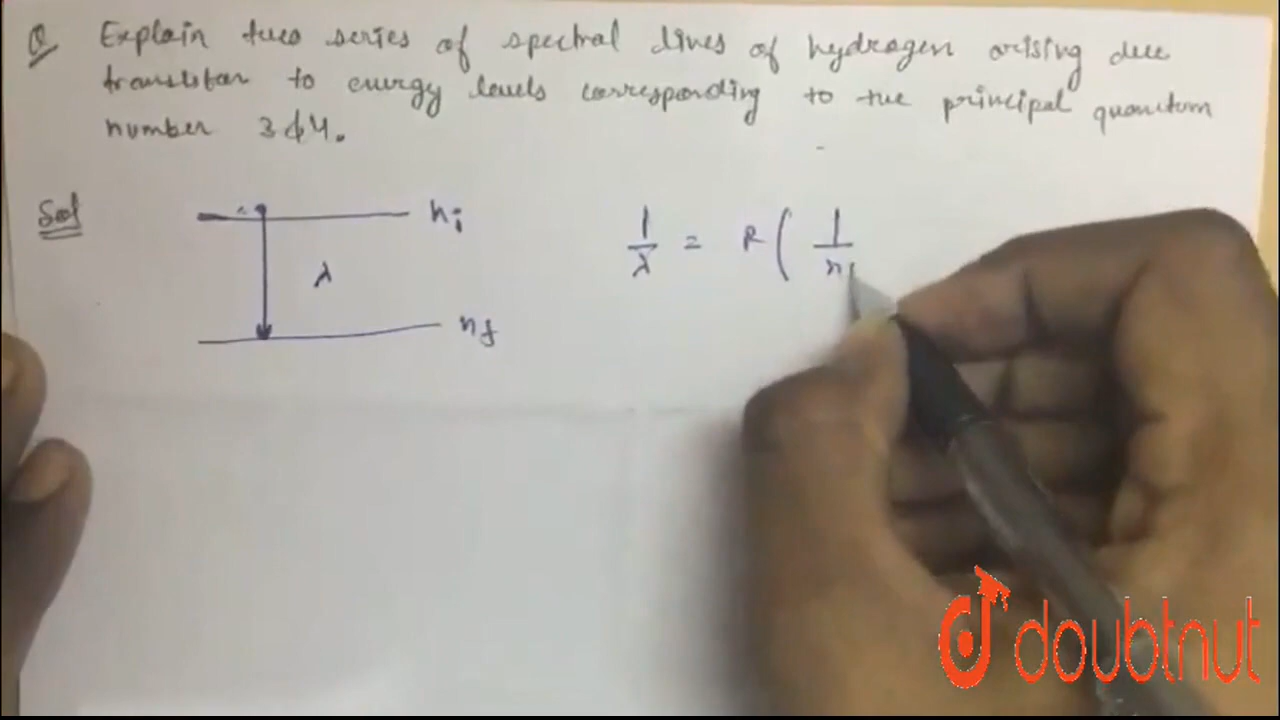 Q Explain two series of spectral lines of hydrogen arising due
to energy levels corresponding to the principal quantum
number 3 & 4.
Sol
ni
1/λ = R ( 1/n
λ
nf
doubtnut